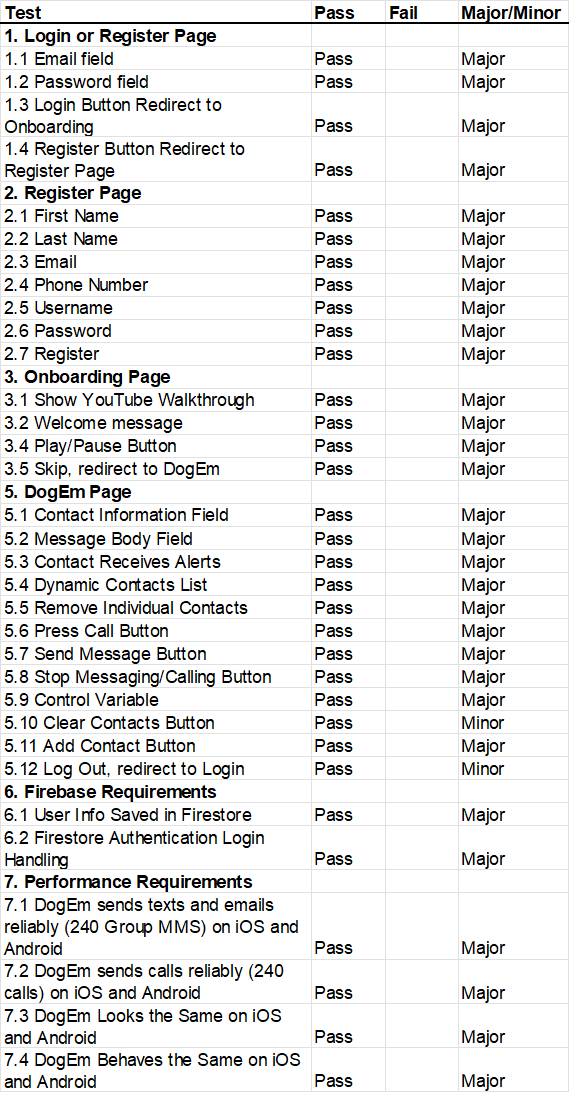 Test Pass Fail Major/Minor
1. Login or Register Page
1.1 Email field Pass Major
1.2 Password field Pass Major
1.3 Login Button Redirect to
Onboarding Pass Major
1.4 Register Button Redirect to
Register Page Pass Major
2. Register Page
2.1 First Name Pass Major
2.2 Last Name Pass Major
2.3 Email Pass Major
2.4 Phone Number Pass Major
2.5 Username Pass Major
2.6 Password Pass Major
2.7 Register Pass Major
3. Onboarding Page
3.1 Show YouTube Walkthrough Pass Major
3.2 Welcome message Pass Major
3.4 Play/Pause Button Pass Major
3.5 Skip, redirect to DogEm Pass Major
5. DogEm Page
5.1 Contact Information Field Pass Major
5.2 Message Body Field Pass Major
5.3 Contact Receives Alerts Pass Major
5.4 Dynamic Contacts List Pass Major
5.5 Remove Individual Contacts Pass Major
5.6 Press Call Button Pass Major
5.7 Send Message Button Pass Major
5.8 Stop Messaging/Calling Button Pass Major
5.9 Control Variable Pass Major
5.10 Clear Contacts Button Pass Minor
5.11 Add Contact Button Pass Major
5.12 Log Out, redirect to Login Pass Minor
6. Firebase Requirements
6.1 User Info Saved in Firestore Pass Major
6.2 Firestore Authentication Login
Handling Pass Major
7. Performance Requirements
7.1 DogEm sends texts and emails
reliably (240 Group MMS) on iOS and
Android Pass Major
7.2 DogEm sends calls reliably (240
calls) on iOS and Android Pass Major
7.3 DogEm Looks the Same on iOS
and Android Pass Major
7.4 DogEm Behaves the Same on iOS
and Android Pass Major